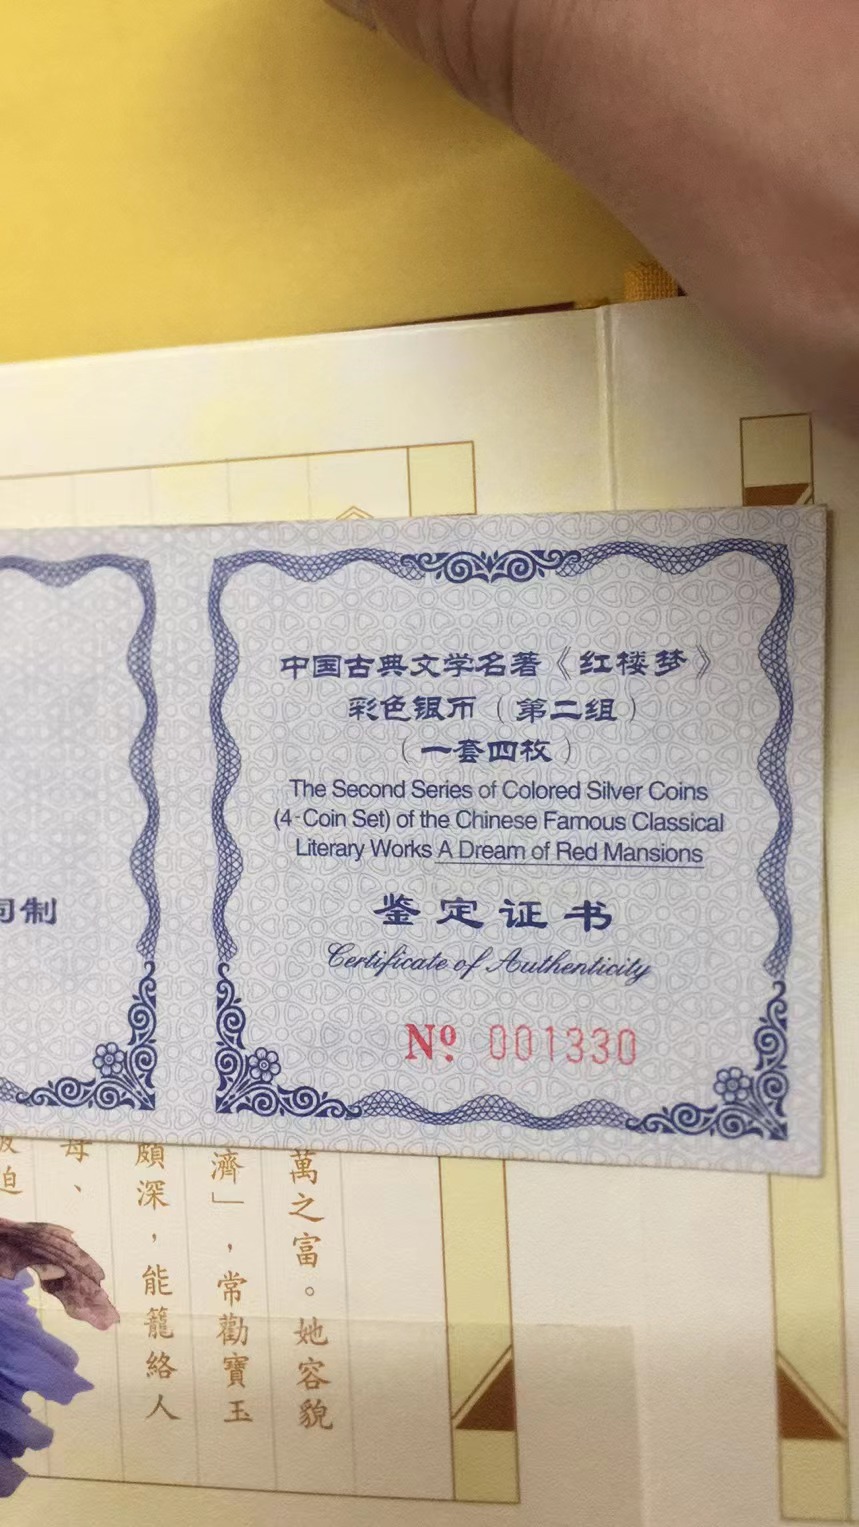 中国古典文学名著《红楼梦》
彩色银币（第二组）
（一套四枚）
The Second Series of Colored Silver Coins
(4-Coin Set) of the Chinese Famous Classical
Literary Works A Dream of Red Mansions
鉴定证书
Certificate of Authenticity
Nº 001330
司制
萬之富。她容貌
濟」，常勸寶玉
頗深，能籠絡人
母、
迫